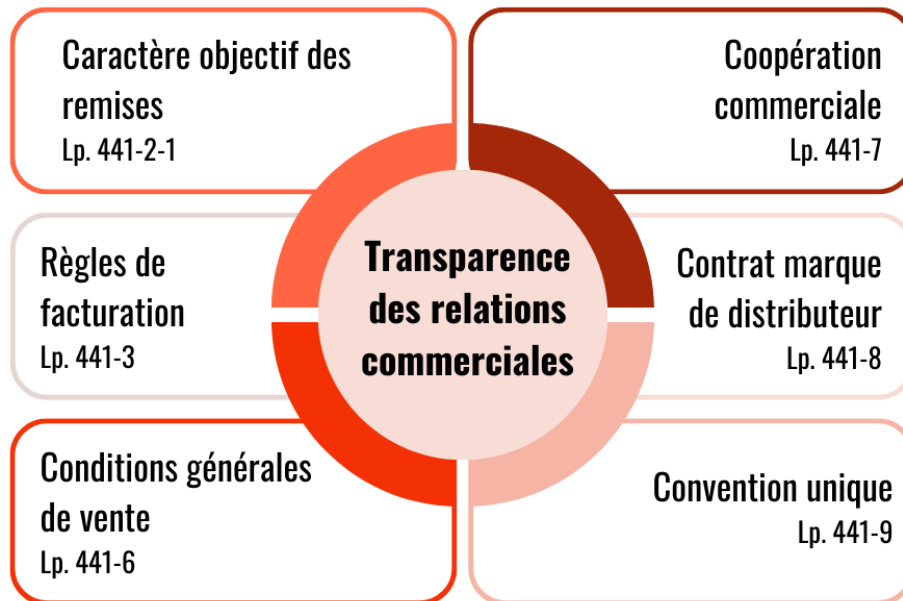 Caractère objectif des
remises
Lp. 441-2-1
Coopération
commerciale
Lp. 441-7
Règles de
facturation
Lp. 441-3
Transparence
des relations
commerciales
Contrat marque
de distributeur
Lp. 441-8
Conditions générales
de vente
Lp. 441-6
Convention unique
Lp. 441-9